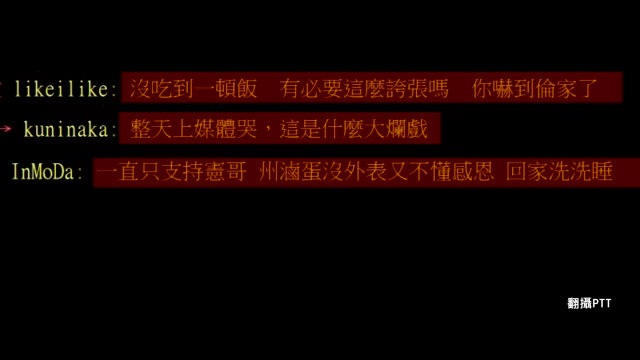 likeilike: 沒吃到一頓飯 有必要這麼誇張嗎 你嚇到倫家了
→ kuninaka: 整天上媒體哭，這是什麼大爛戲
InMoDa: 一直只支持憲哥 州滷蛋沒外表又不懂感恩 回家洗洗睡
翻攝PTT